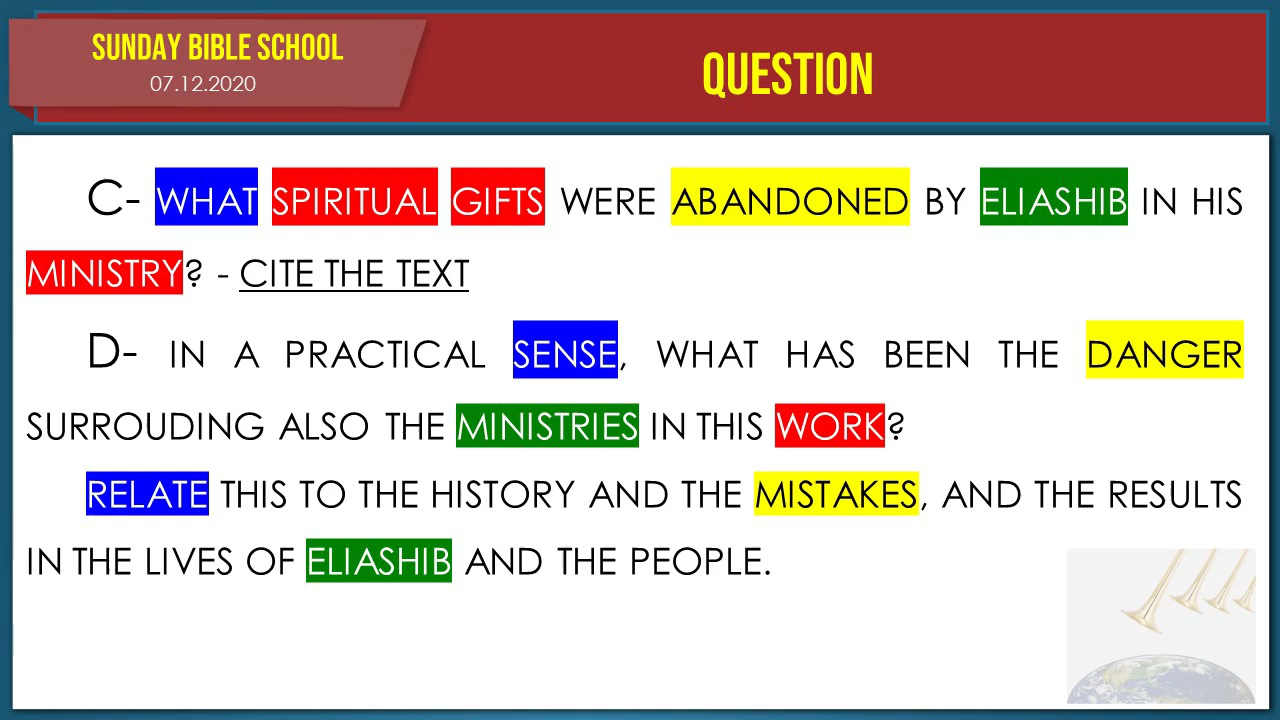 SUNDAY BIBLE SCHOOL
07.12.2020
QUESTION
C- WHAT SPIRITUAL GIFTS WERE ABANDONED BY ELIASHIB IN HIS
MINISTRY? - CITE THE TEXT
D- IN A PRACTICAL SENSE, WHAT HAS BEEN THE DANGER
SURROUDING ALSO THE MINISTRIES IN THIS WORK?
RELATE THIS TO THE HISTORY AND THE MISTAKES, AND THE RESULTS
IN THE LIVES OF ELIASHIB AND THE PEOPLE.